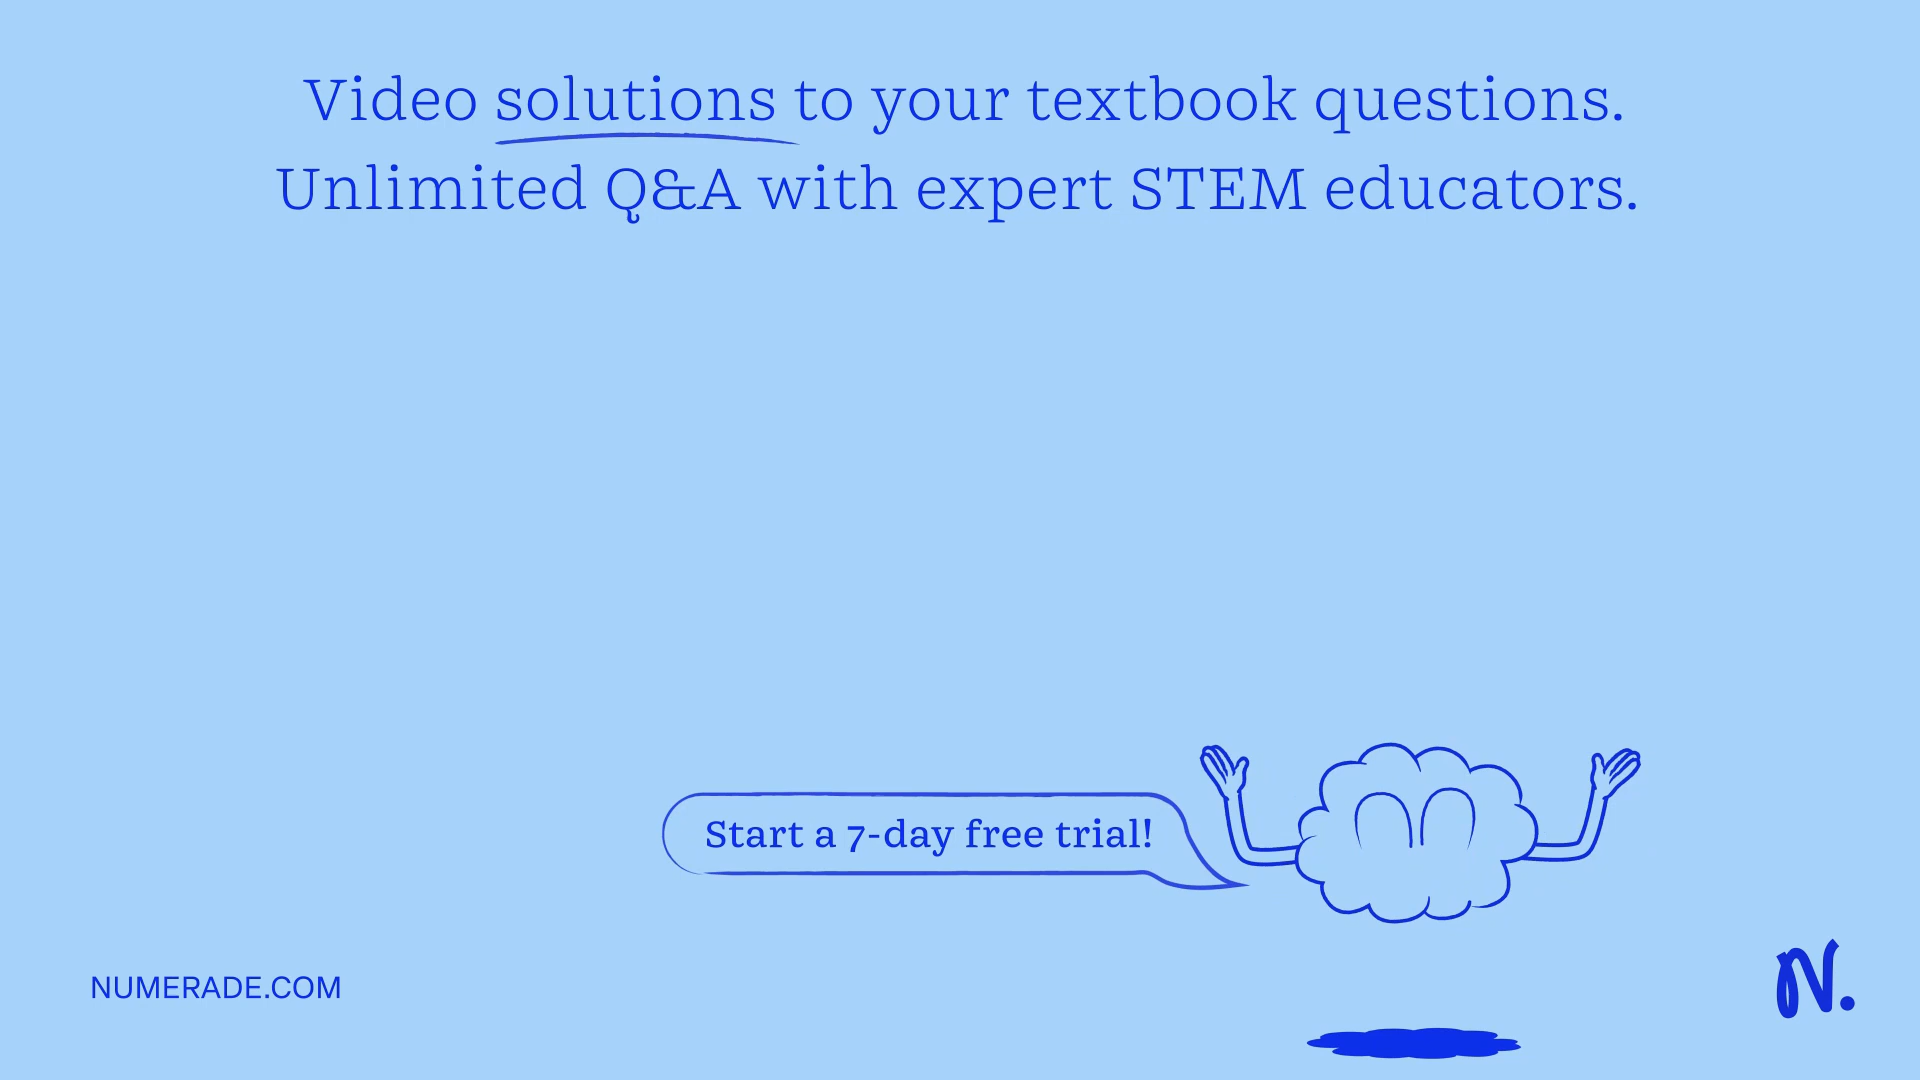 Video solutions to your textbook questions.
Unlimited Q&A with expert STEM educators.
Start a 7-day free trial!
NUMERADE.COM
N.